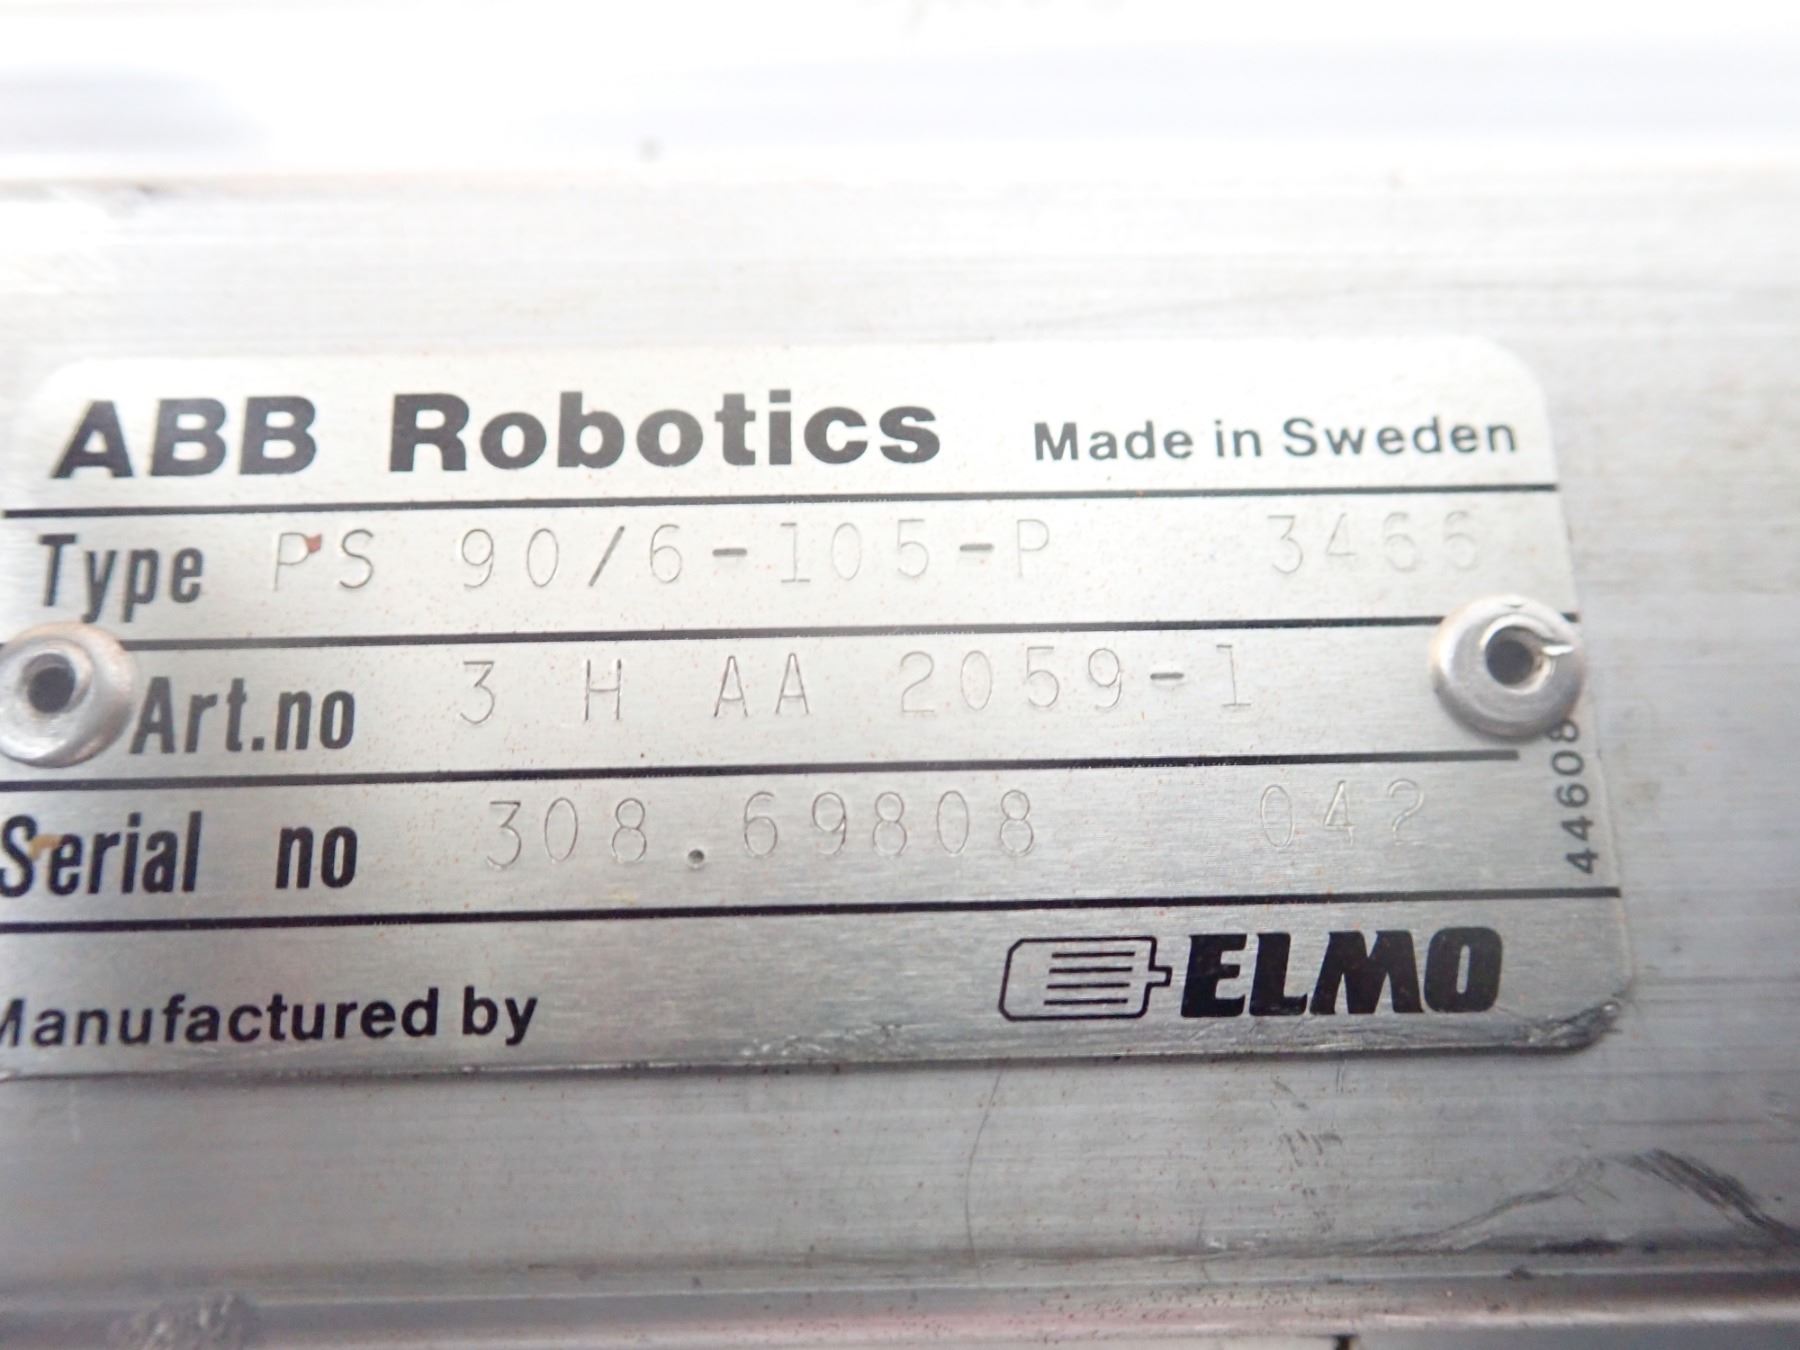 ABB Robotics Made in Sweden
Type PS 90/6-105-P 3466
Art.no 3 H AA 2059-1
Serial no 308.69808 042
44608
Manufactured by ELMO